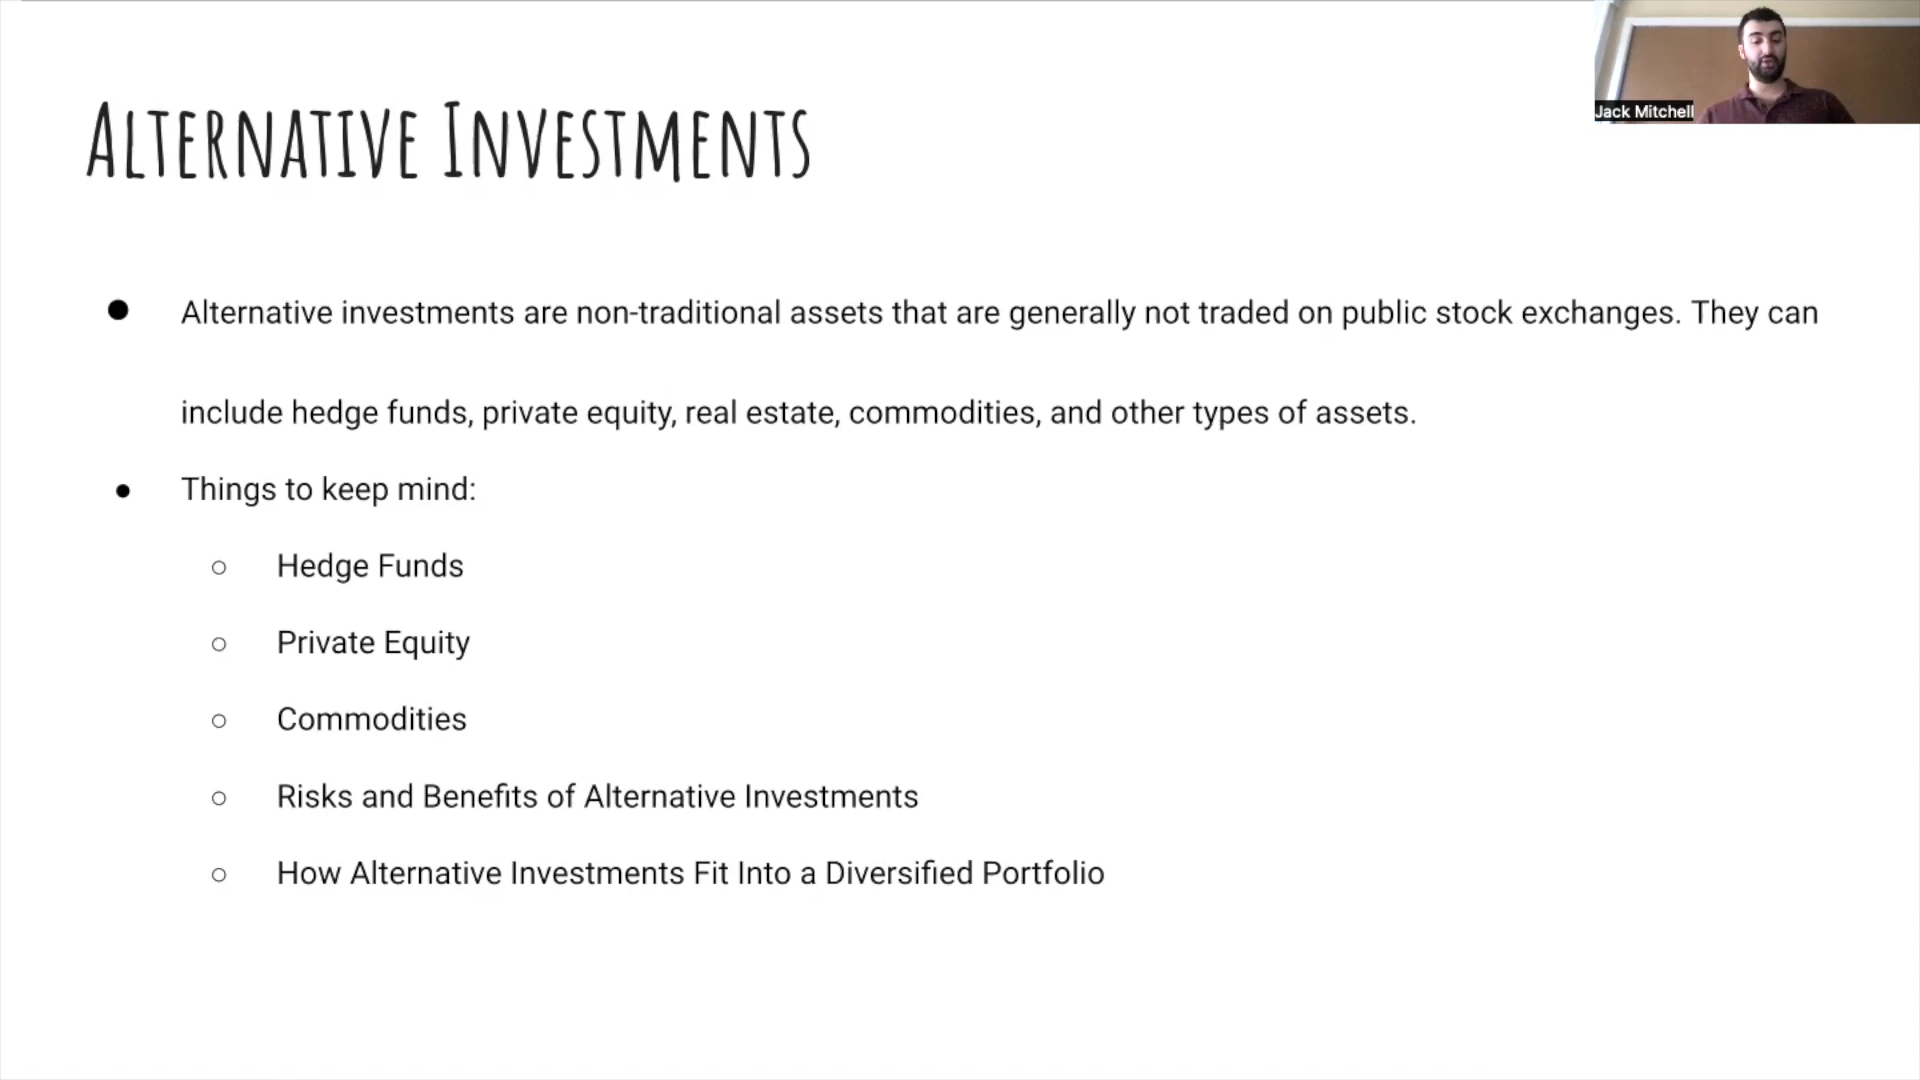 Jack Mitchell
Alternative Investments
● Alternative investments are non-traditional assets that are generally not traded on public stock exchanges. They can
include hedge funds, private equity, real estate, commodities, and other types of assets.
● Things to keep mind:
○ Hedge Funds
○ Private Equity
○ Commodities
○ Risks and Benefits of Alternative Investments
○ How Alternative Investments Fit Into a Diversified Portfolio